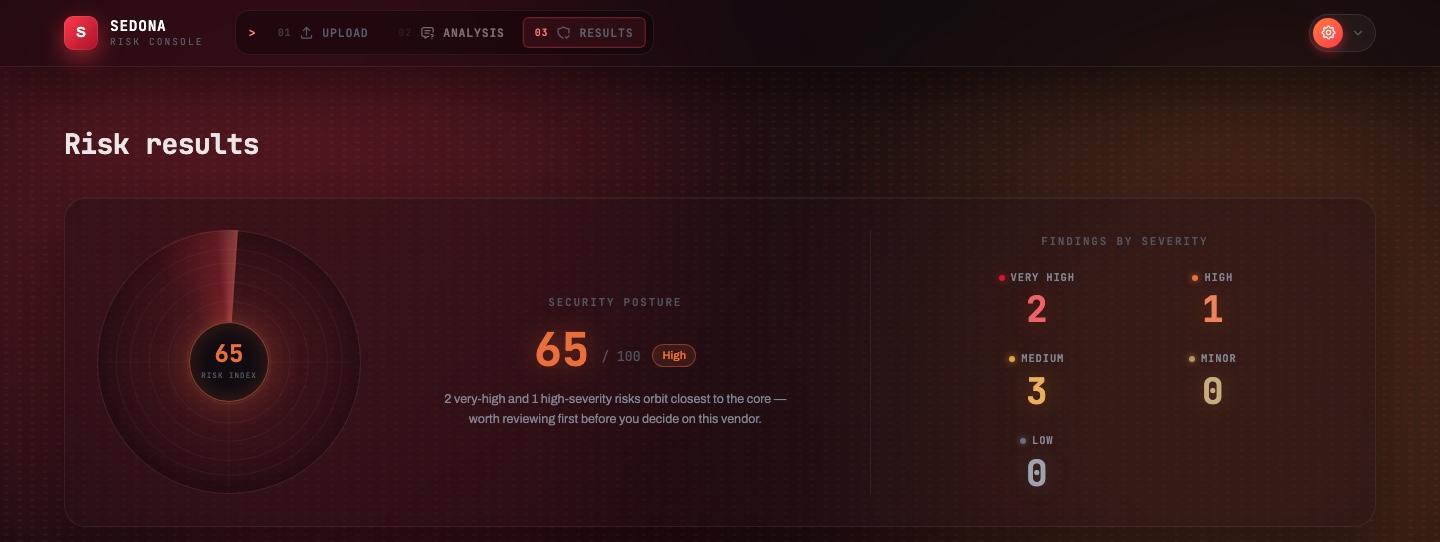 S
SEDONA
RISK CONSOLE
> 01 UPLOAD 02 ANALYSIS 03 RESULTS
Risk results
65
RISK INDEX
SECURITY POSTURE
65 / 100 High
2 very-high and 1 high-severity risks orbit closest to the core —
worth reviewing first before you decide on this vendor.
FINDINGS BY SEVERITY
VERY HIGH
2
HIGH
1
MEDIUM
3
MINOR
0
LOW
0